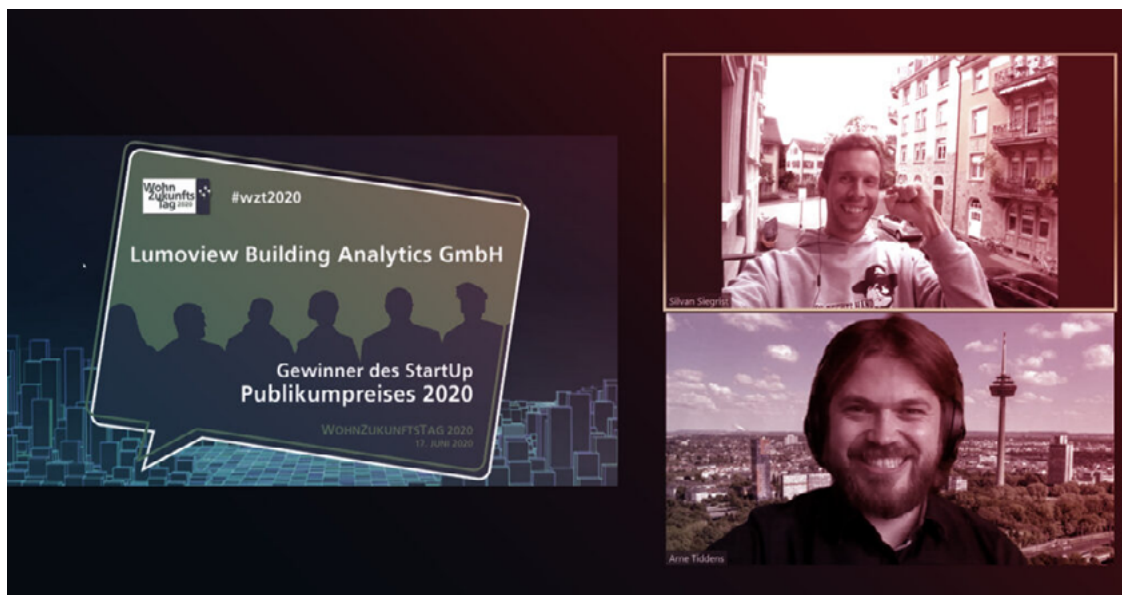 Wohn
Zukunfts
Tag 2020
#wzt2020
Lumoview Building Analytics GmbH
Gewinner des StartUp
Publikumpreises 2020
WOHNZUKUNFTSTAG 2020
17. JUNI 2020
Silvan Siegrist
Arne Tiddens